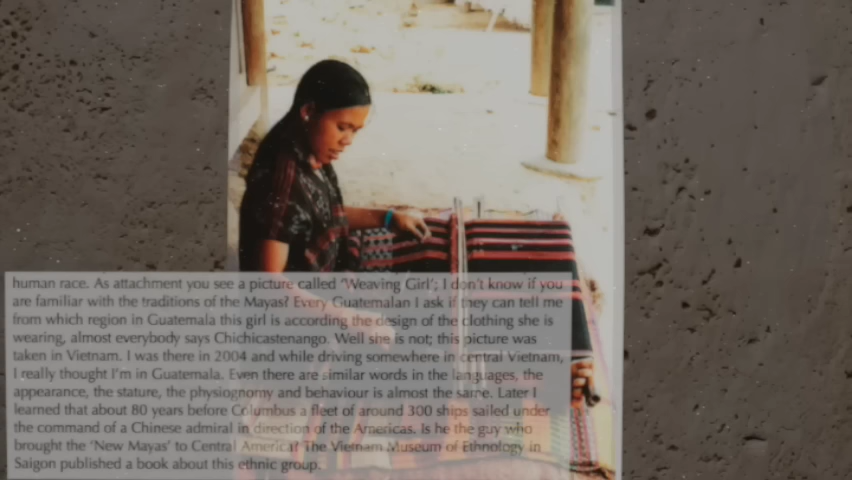 human race. As attachment you see a picture called 'Weaving Girl'; I don't know if you
are familiar with the traditions of the Mayas? Every Guatemalan I ask if they can tell me
from which region in Guatemala this girl is according the design of the clothing she is
wearing, almost everybody says Chichicastenango. Well she is not; this picture was
taken in Vietnam. I was there in 2004 and while driving somewhere in central Vietnam,
I really thought I'm in Guatemala. Even there are similar words in the languages, the
appearance, the stature, the physiognomy and behaviour is almost the same. Later I
learned that about 80 years before Columbus a fleet of around 300 ships sailed under
the command of a Chinese admiral in direction of the Americas. Is he the guy who
brought the 'New Mayas' to Central America? The Vietnam Museum of Ethnology in
Saigon published a book about this ethnic group.